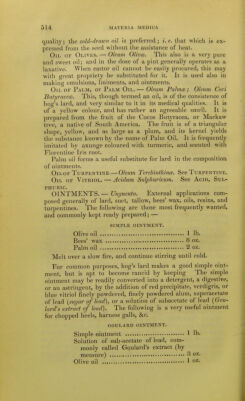 514 MATERIA MEDICA
quality; the cold-drawn oil is preferred; i. e. that which is ex-
pressed from the seed without the assistance of heat.
Oil of Olives. — Oleum Olivæ. This also is a very pure
and sweet oil; and in the dose of a pint generally operates as a
laxative. When castor oil cannot be easily procured, this may
with great propriety be substituted for it. It is used also in
making emulsions, liniments, and ointments.
Oil of Palm, or Palm Oil. — Oleum Palmæ; Oleum Coci
Butyracea. This, though termed an oil, is of the consistence of
hog's lard, and very similar to it in its medical qualities. It is
of a yellow colour, and has rather an agreeable smell. It is
prepared from the fruit of the Cocos Butyracea, or Mackaw
tree, a native of South America. The fruit is of a triangular
shape, yellow, and as large as a plum, and its kernel yields
the substance known by the name of Palm Oil. It is frequently
imitated by axunge coloured with turmeric, and scented with
Florentine Iris root.
Palm oil forms a useful substitute for lard in the composition
of ointments.
Oil of Turpentine—Oleum Terebinthinæ. See Turpentine.
Oil of Vitriol. — Acidum Sulphuricum. See Acid, Sul-
phuric.
OINTMENTS. — Unguenta. External applications com-
posed generally of lard, suet, tallow, bees' wax, oils, resins, and
turpentines. The following are those most frequently wanted,
and commonly kept ready prepared; —
SIMPLE OINTMENT.
Olive oil ................................ 1 lb.
Bees' wax ............................... 8 oz.
Palm oil ................................. 2 oz.
Melt over a slow fire, and continue stirring until cold.
For common purposes, hog's lard makes a good simple oint-
ment, but is apt to become rancid by keeping. The simple
ointment may be readily converted into a detergent, a digestive,
or an astringent, by the addition of red precipitate, verdigris, or
blue vitriol finely powdered, finely powdered alum, superacetate
of lead (sugar of lead), or a solution of subacetate of lead (Gou-
lard's extract of lead). The following is a very useful ointment
for chopped heels, harness galls, &c.
GOULARD OINTMENT.
Simple ointment ......................... 1 lb.
Solution of sub-acetate of lead, com-
monly called Goulard's extract (by
measure) .............................. 3 oz.
Olive oil .................................. 1 oz.